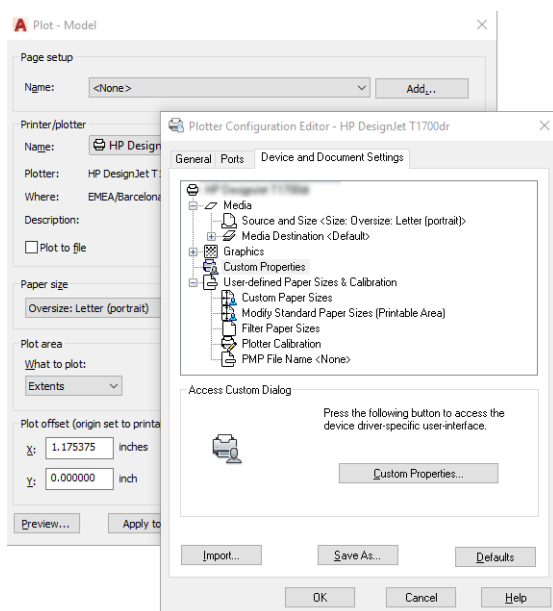 Plot - Model
Page setup
Name:
<None>
Add...
Printer/plotter
Name:
HP Design
Plotter:
HP DesignJet T
Where:
EMEA/Barcelona
Description:
Plot to file
Paper size
Oversize: Letter (portrait)
Plot area
What to plot:
Extents
Plot offset (origin set to printa
X:
1.175375
inches
Y:
0.000000
inch
Preview...
Apply to
Plotter Configuration Editor - HP DesignJet T1700dr
General
Ports
Device and Document Settings
Media
Source and Size <Size: Oversize: Letter (portrait)>
Media Destination <Default>
Graphics
Custom Properties
User-defined Paper Sizes & Calibration
Custom Paper Sizes
Modify Standard Paper Sizes (Printable Area)
Filter Paper Sizes
Plotter Calibration
PMP File Name <None>
Access Custom Dialog
Press the following button to access the
device driver-specific user-interface.
Custom Properties...
Import...
Save As...
Defaults
OK
Cancel
Help